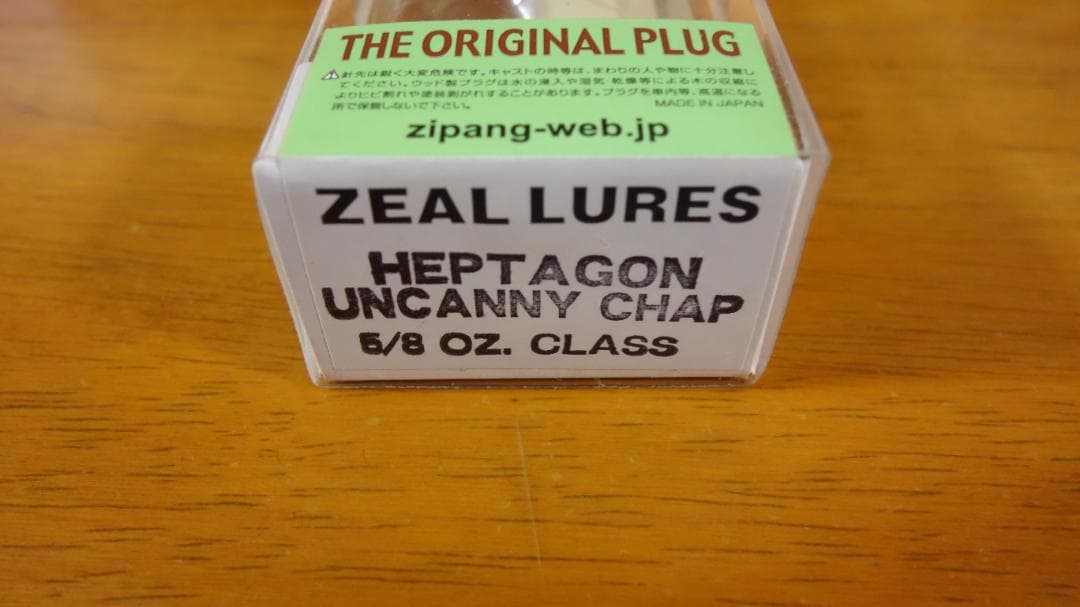 THE ORIGINAL PLUG
⚠針先は鋭く大変危険です。キャストの時等は、まわりの人や物に十分注意し
てください。ウッド製プラグは水の浸入や湿気・乾燥等による木の収縮に
よりヒビ割れや塗装剥がれすることがあります。プラグを車内等、高温になる
所で保管しないで下さい。 MADE IN JAPAN
zipang-web.jp
ZEAL LURES
HEPTAGON
UNCANNY CHAP
5/8 OZ. CLASS